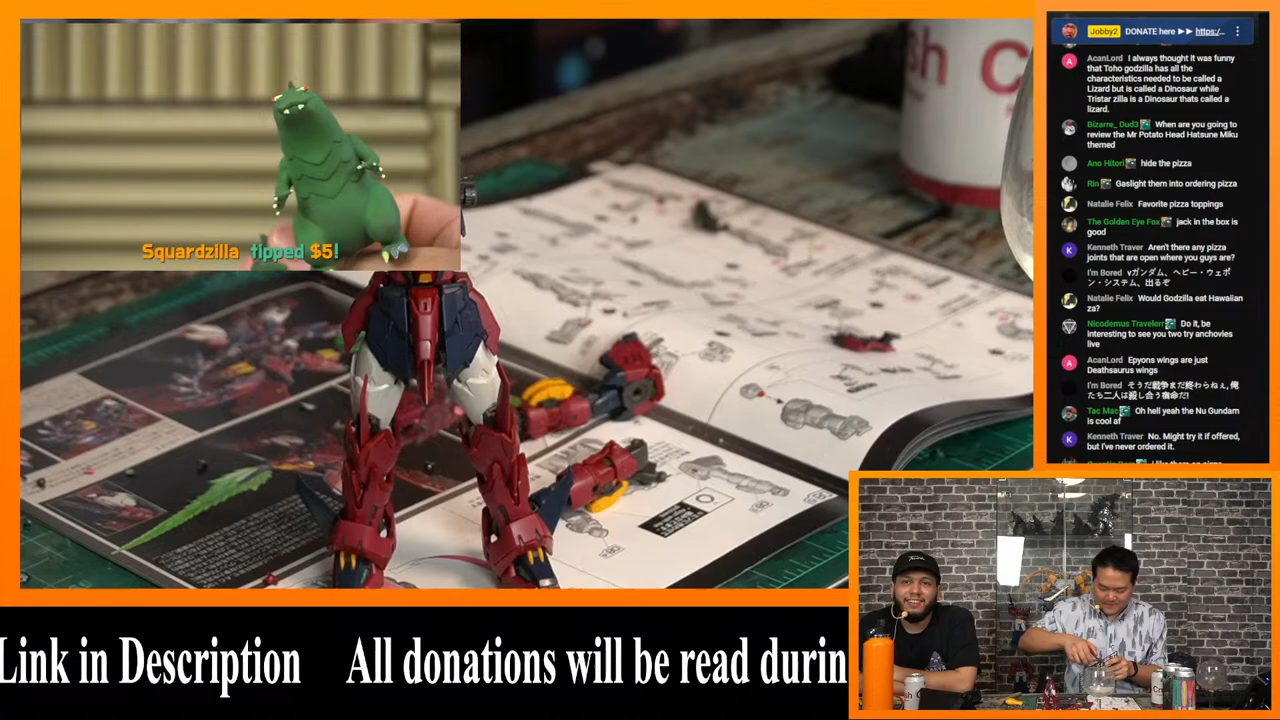 Squardzilla tipped $5!
sh C
Jobby2 DONATE here ►► https:/...
AcanLord I always thought it was funny
that Toho godzilla has all the
characteristics needed to be called a
Lizard but is called a Dinosaur while
Tristar zilla is a Dinosaur thats called a
lizard.
Bizarre_Dud3 When are you going to
review the Mr Potato Head Hatsune Miku
themed
Ano Hitori hide the pizza
Rin Gaslight them into ordering pizza
Natalie Felix Favorite pizza toppings
The Golden Eye Fox jack in the box is
good
Kenneth Traver Aren't there any pizza
joints that are open where you guys are?
I'm Bored νガンダム、ヘビー・ウェポ
ン・システム、出るぞ
Natalie Felix Would Godzilla eat Hawaiian
za?
Nicodemus Travelerr Do it, be
interesting to see you two try anchovies
live
AcanLord Epyons wings are just
Deathsaurus wings
I'm Bored そうだ戦争まだ終わらねぇ,俺
たち二人は殺し合う宿命だ!
Tac Mac Oh hell yeah the Nu Gundam
is cool af
Kenneth Traver No. Might try it if offered,
but I've never ordered it.
Link in Description All donations will be read durin